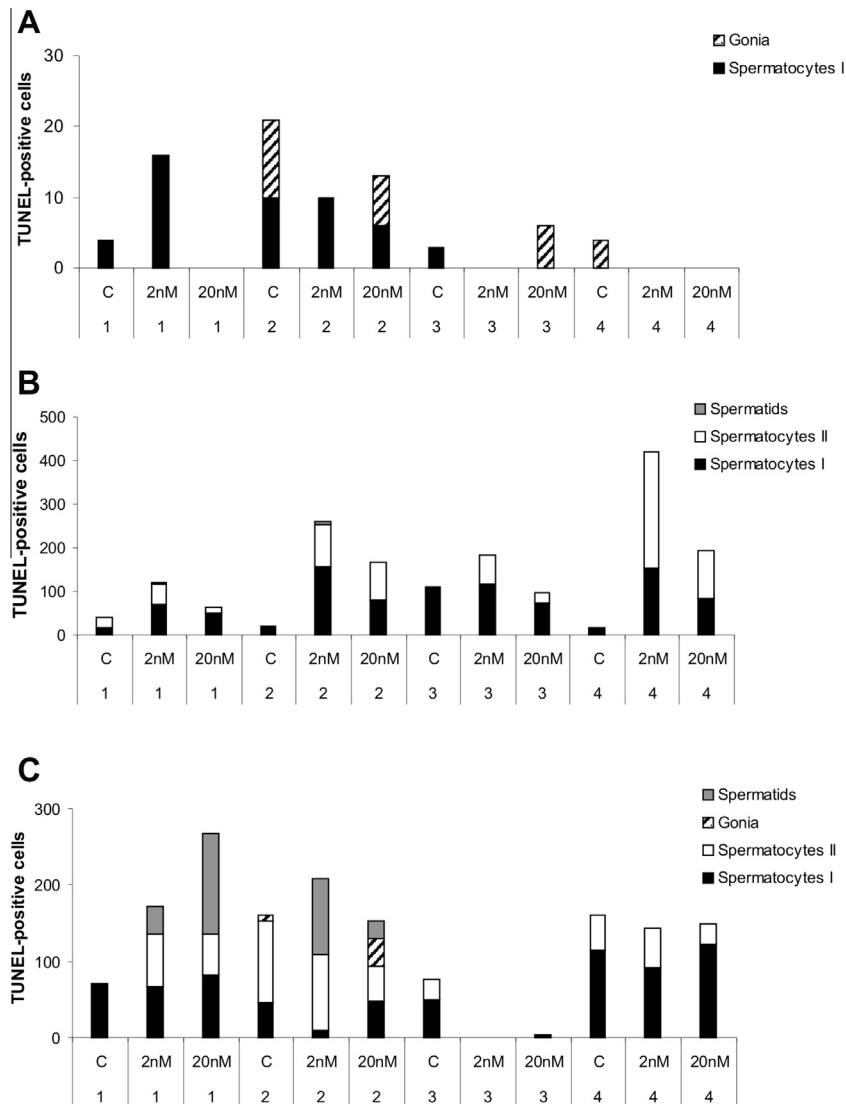 A
TUNEL-positive cells
30
20
10
0
Gonia
Spermatocytes I
C 2nM 20nM C 2nM 20nM C 2nM 20nM C 2nM 20nM
1 1 1 2 2 2 3 3 3 4 4 4
B
TUNEL-positive cells
500
400
300
200
100
0
Spermatids
Spermatocytes II
Spermatocytes I
C 2nM 20nM C 2nM 20nM C 2nM 20nM C 2nM 20nM
1 1 1 2 2 2 3 3 3 4 4 4
C
TUNEL-positive cells
300
200
100
0
Spermatids
Gonia
Spermatocytes II
Spermatocytes I
C 2nM 20nM C 2nM 20nM C 2nM 20nM C 2nM 20nM
1 1 1 2 2 2 3 3 3 4 4 4